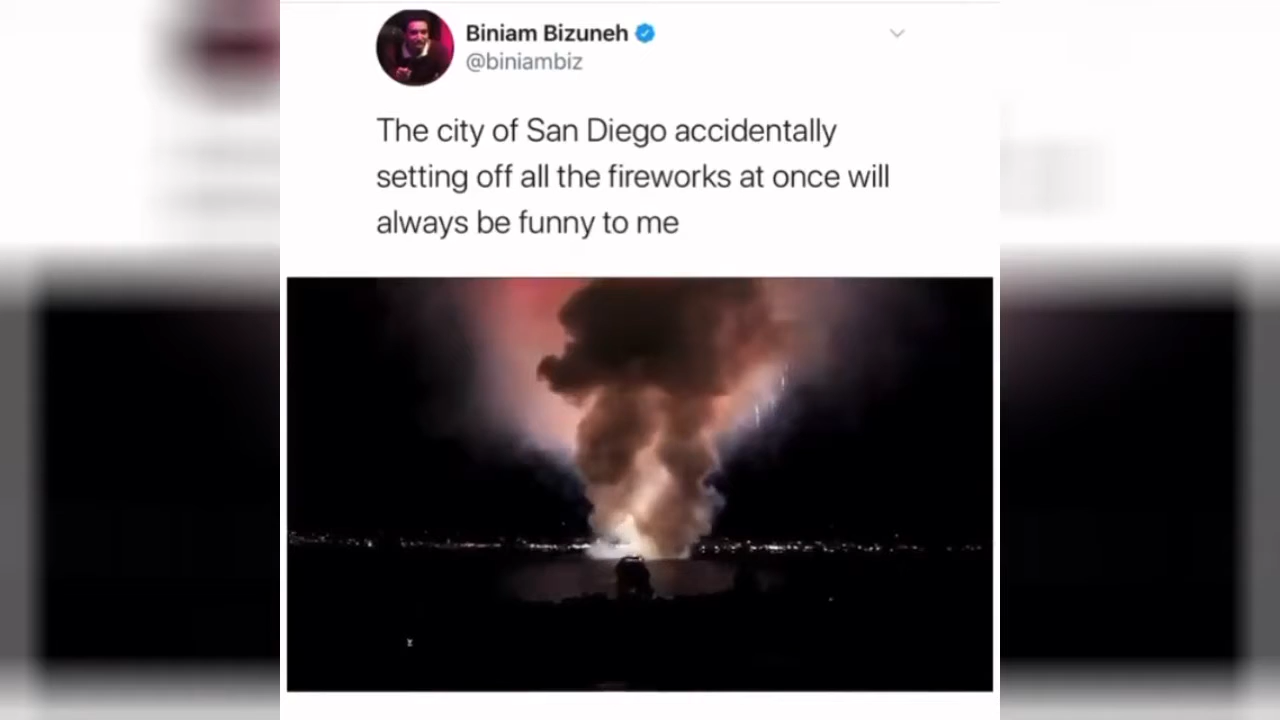 Biniam Bizuneh
@biniambiz
The city of San Diego accidentally
setting off all the fireworks at once will
always be funny to me